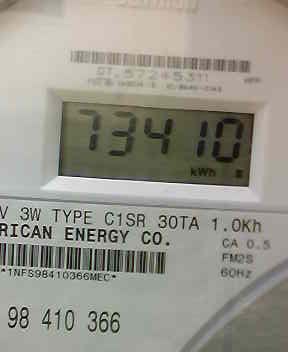 73410
kWh
V 3W TYPE C1SR 30TA 1.0Kh
RICAN ENERGY CO.
CA 0.5
FM2S
60Hz
*1NFS98410366MEC*
98 410 366